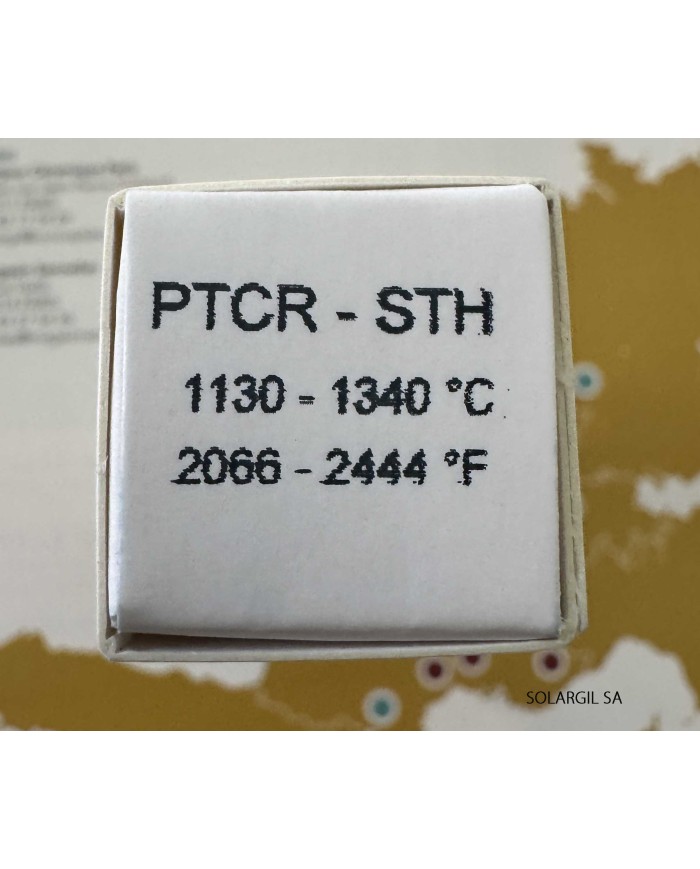 PTCR - STH
1130 - 1340 °C
2066 - 2444 °F
SOLARGIL SA